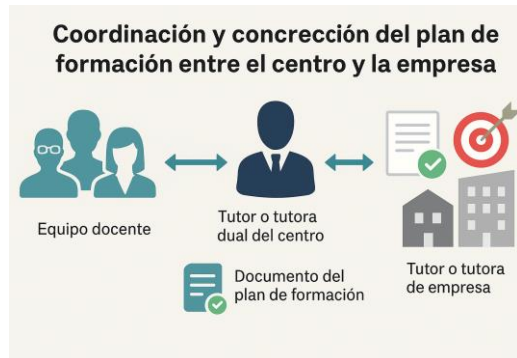 Coordinación y concrección del plan de
formación entre el centro y la empresa
Equipo docente
Tutor o tutora
dual del centro
Documento del
plan de formación
Tutor o tutora
de empresa